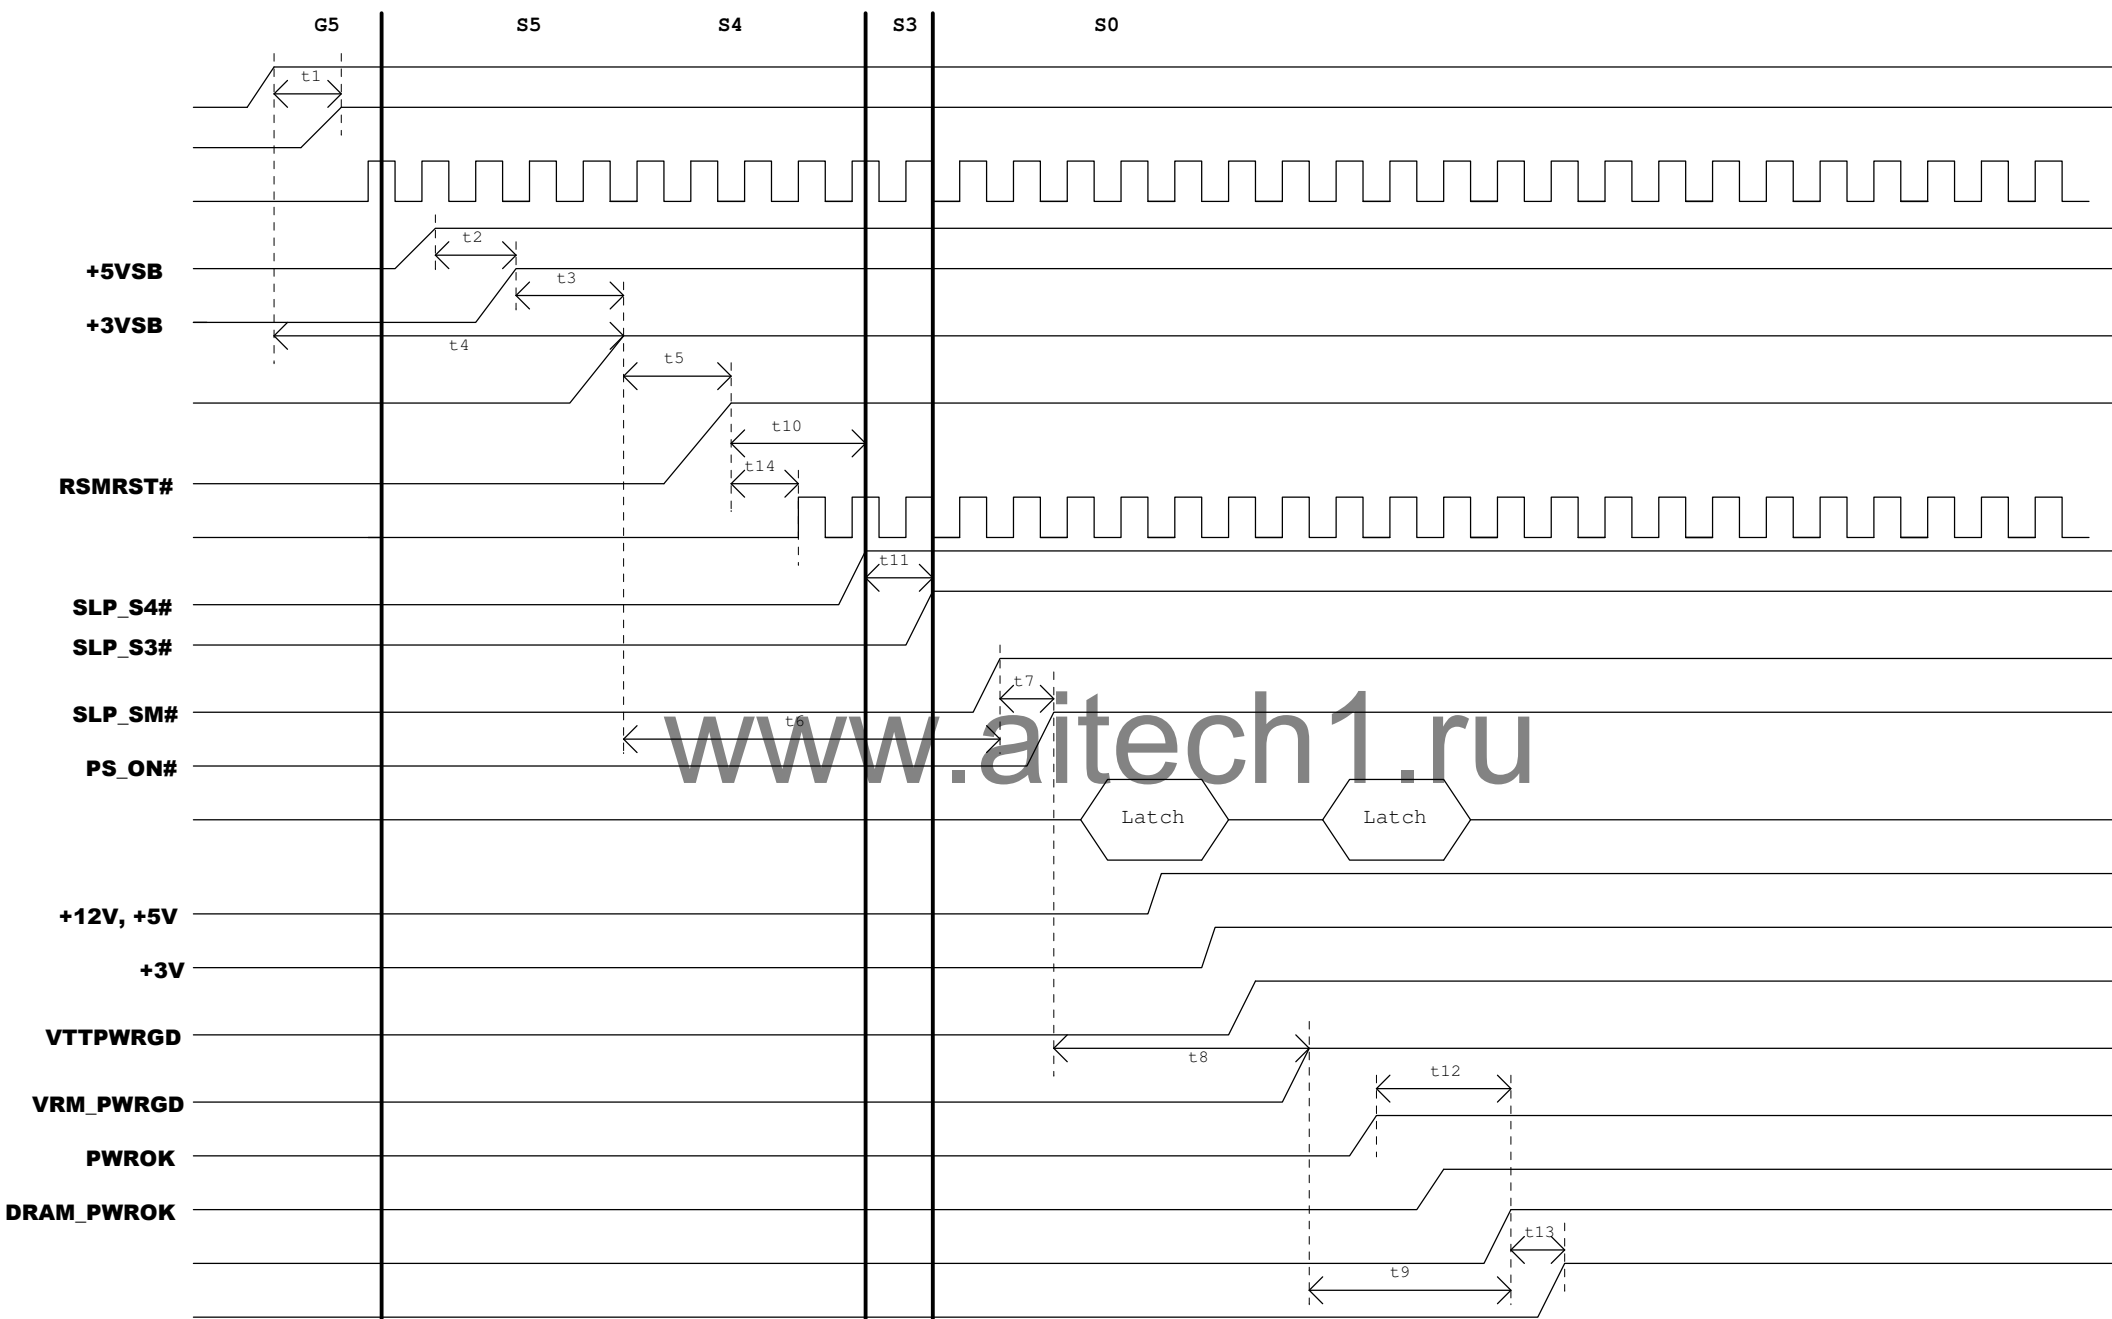 G5 S5 S4 S3 S0
t1
t2
+5VSB
t3
+3VSB
t4
t5
t10
t14
RSMRST#
t11
SLP_S4#
SLP_S3#
t7
SLP_SM#
t6
www.aitech1.ru
PS_ON#
Latch Latch
+12V, +5V
+3V
VTTPWRGD
t8
t12
VRM_PWRGD
PWROK
DRAM_PWROK
t13
t9